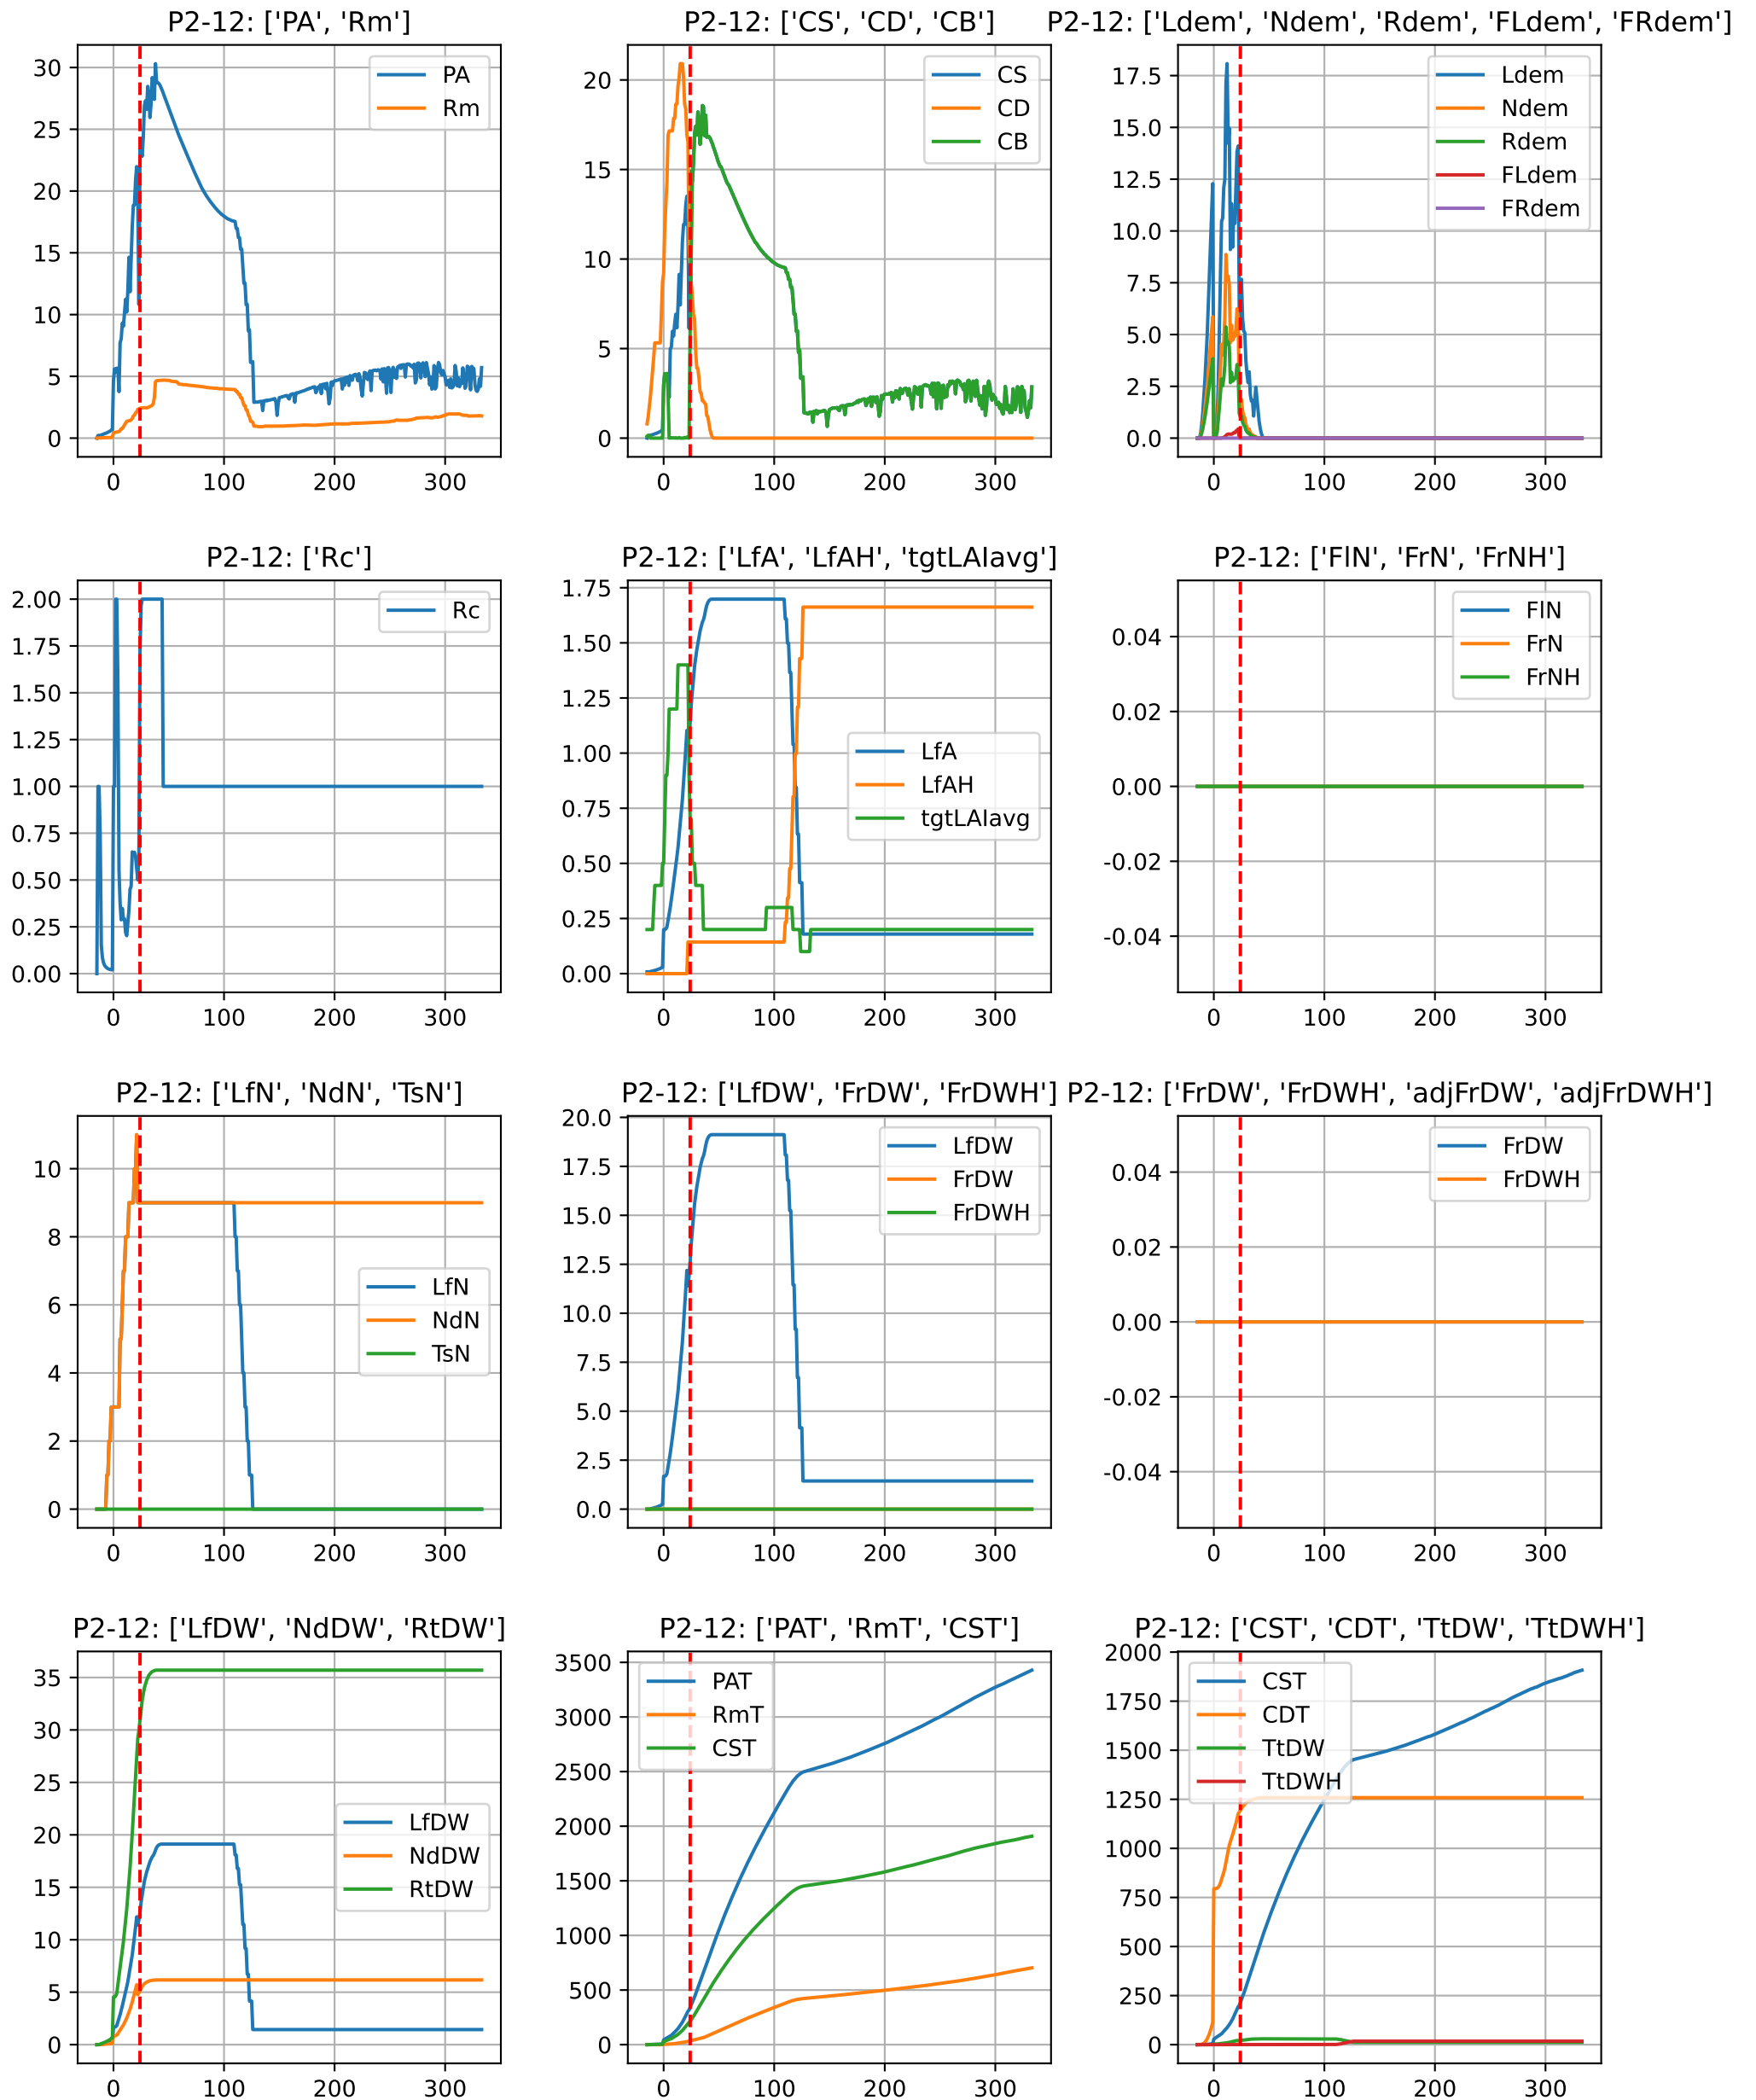 P2-12: ['PA', 'Rm']
30
25
20
15
10
5
0
0 100 200 300
PA
Rm
P2-12: ['CS', 'CD', 'CB']
20
15
10
5
0
0 100 200 300
CS
CD
CB
P2-12: ['Ldem', 'Ndem', 'Rdem', 'FLdem', 'FRdem']
17.5
15.0
12.5
10.0
7.5
5.0
2.5
0.0
0 100 200 300
Ldem
Ndem
Rdem
FLdem
FRdem
P2-12: ['Rc']
2.00
1.75
1.50
1.25
1.00
0.75
0.50
0.25
0.00
0 100 200 300
Rc
P2-12: ['LfA', 'LfAH', 'tgtLAIavg']
1.75
1.50
1.25
1.00
0.75
0.50
0.25
0.00
0 100 200 300
LfA
LfAH
tgtLAIavg
P2-12: ['FlN', 'FrN', 'FrNH']
0.04
0.02
0.00
-0.02
-0.04
0 100 200 300
FlN
FrN
FrNH
P2-12: ['LfN', 'NdN', 'TsN']
10
8
6
4
2
0
0 100 200 300
LfN
NdN
TsN
P2-12: ['LfDW', 'FrDW', 'FrDWH']
20.0
17.5
15.0
12.5
10.0
7.5
5.0
2.5
0.0
0 100 200 300
LfDW
FrDW
FrDWH
P2-12: ['FrDW', 'FrDWH', 'adjFrDW', 'adjFrDWH']
0.04
0.02
0.00
-0.02
-0.04
0 100 200 300
FrDW
FrDWH
P2-12: ['LfDW', 'NdDW', 'RtDW']
35
30
25
20
15
10
5
0
0 100 200 300
LfDW
NdDW
RtDW
P2-12: ['PAT', 'RmT', 'CST']
3500
3000
2500
2000
1500
1000
500
0
0 100 200 300
PAT
RmT
CST
P2-12: ['CST', 'CDT', 'TtDW', 'TtDWH']
2000
1750
1500
1250
1000
750
500
250
0
0 100 200 300
CST
CDT
TtDW
TtDWH